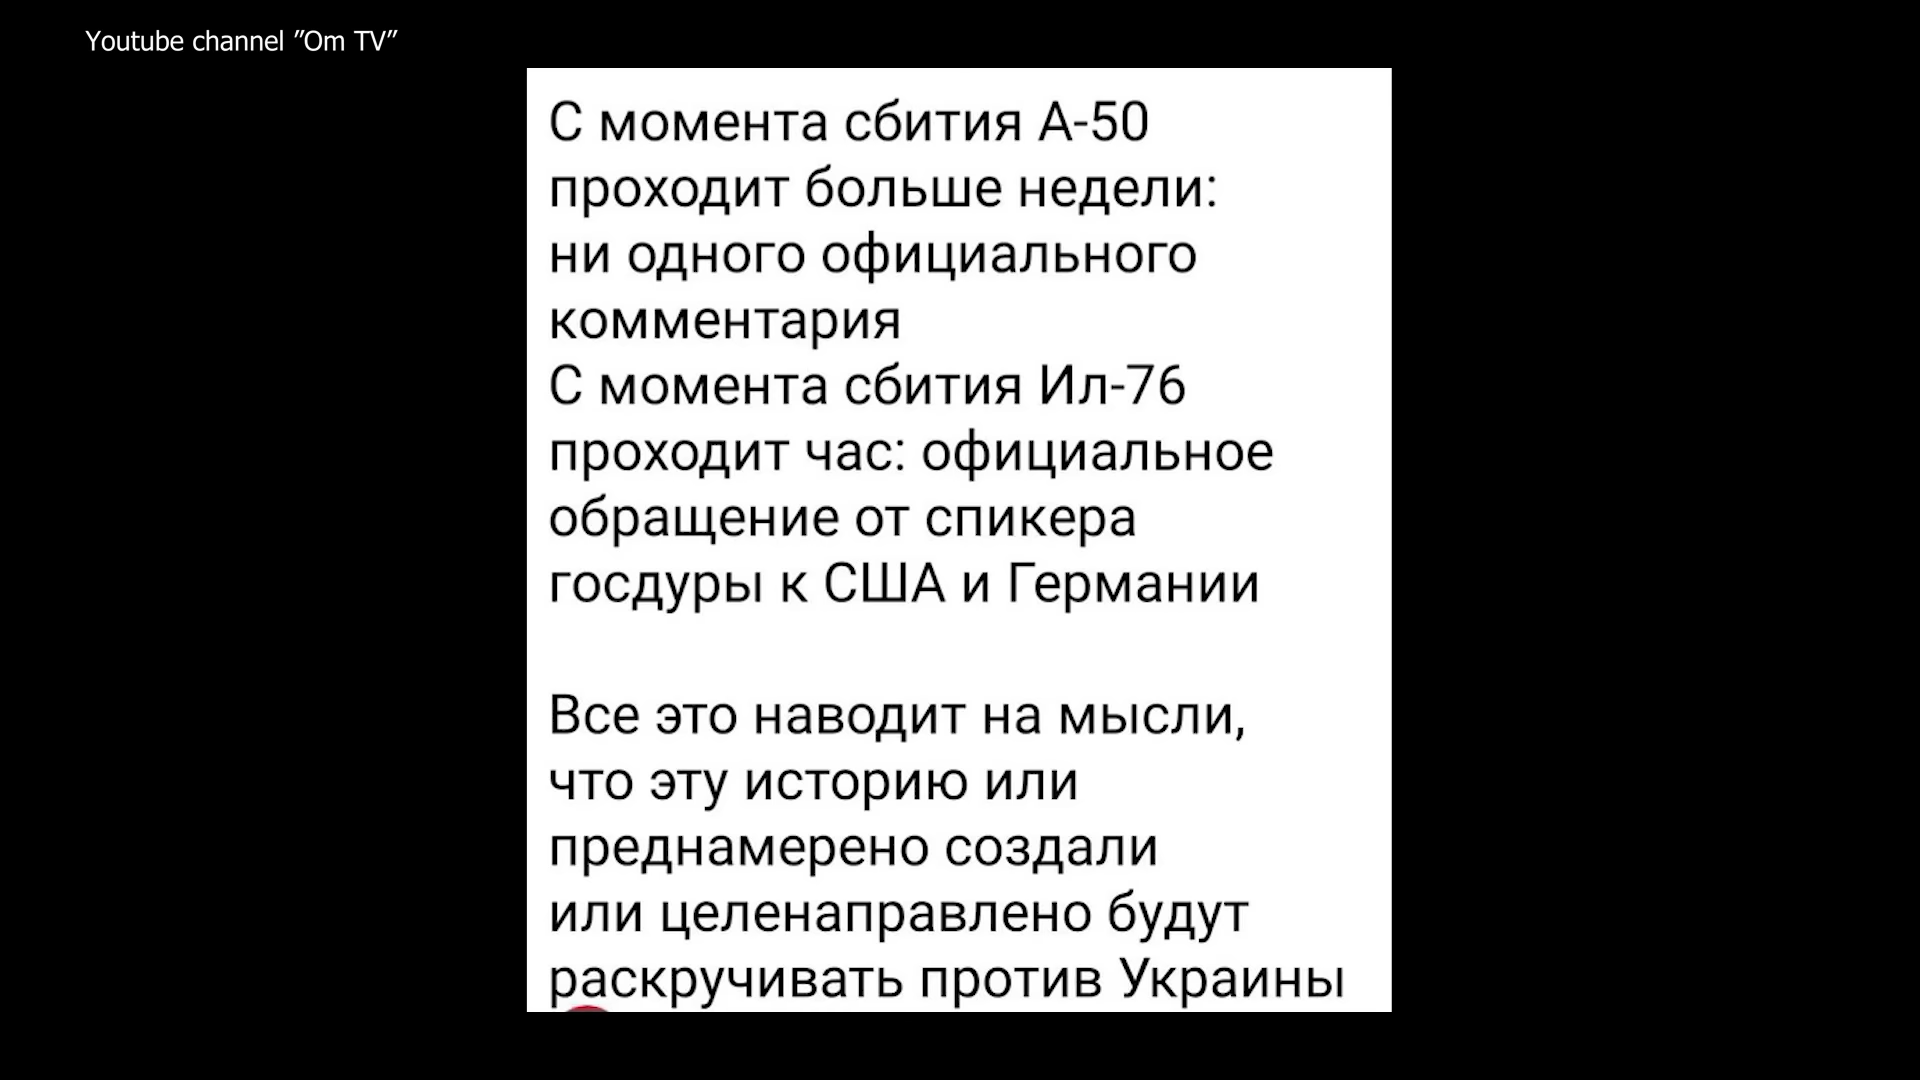 Youtube channel ”Om TV”
С момента сбития А-50
проходит больше недели:
ни одного официального
комментария
С момента сбития Ил-76
проходит час: официальное
обращение от спикера
госдуры к США и Германии
Все это наводит на мысли,
что эту историю или
преднамерено создали
или целенаправлено будут
раскручивать против Украины